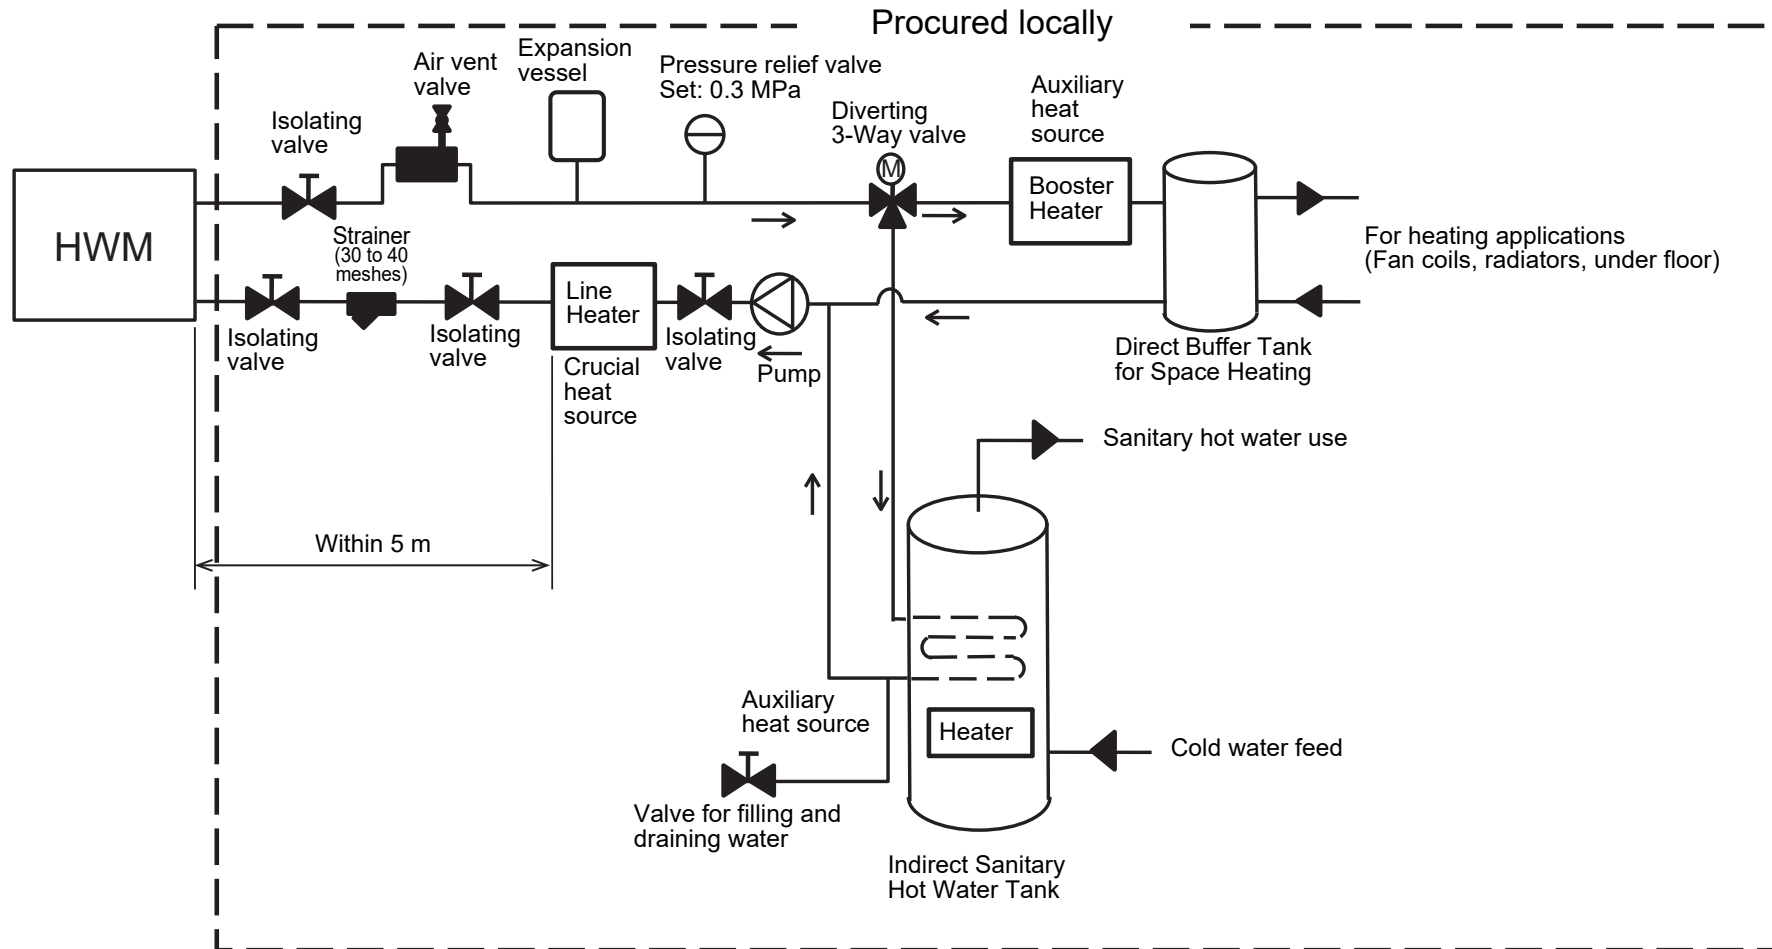 Procured locally
Air vent
valve
Expansion
vessel
Pressure relief valve
Set: 0.3 MPa
Isolating
valve
Diverting
3-Way valve
M
Auxiliary
heat
source
Booster
Heater
HWM
Strainer
(30 to 40
meshes)
Line
Heater
For heating applications
(Fan coils, radiators, under floor)
Isolating
valve
Isolating
valve
Isolating
valve
Crucial
heat
source
Pump
Direct Buffer Tank
for Space Heating
Sanitary hot water use
Within 5 m
Auxiliary
heat source
Heater
Cold water feed
Valve for filling and
draining water
Indirect Sanitary
Hot Water Tank